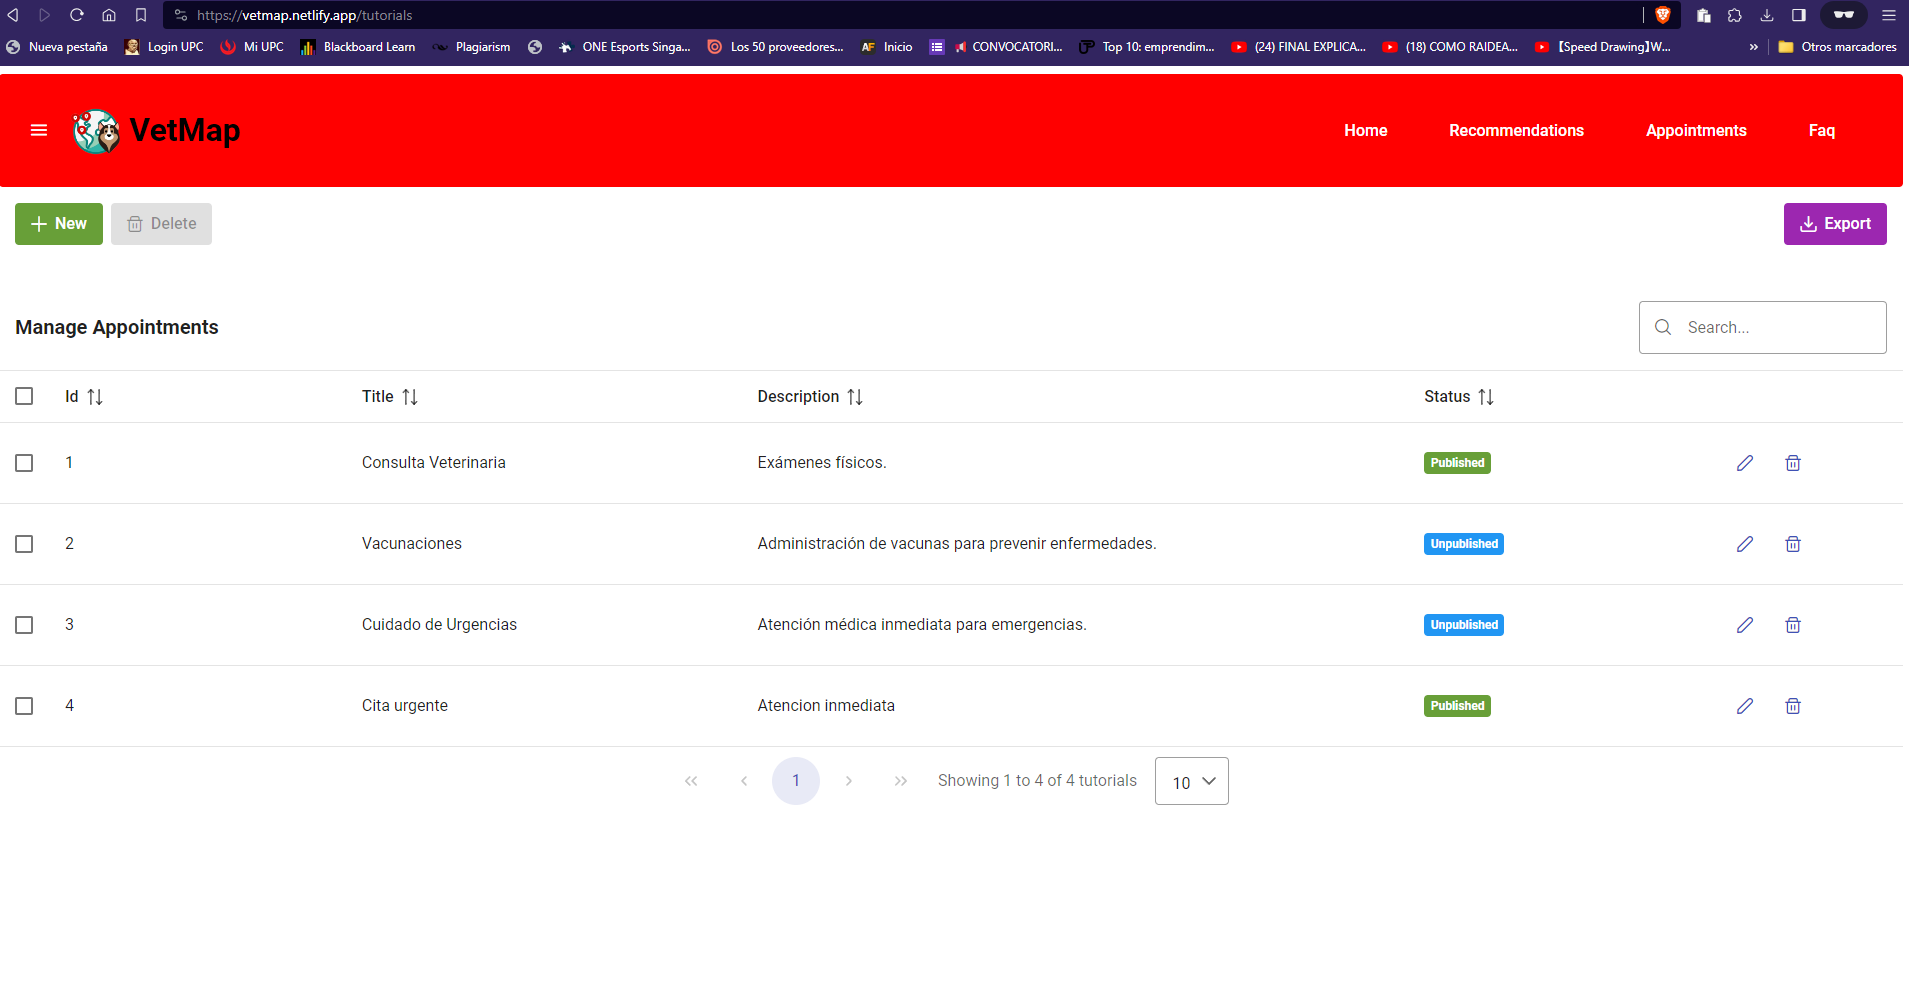 https://vetmap.netlify.app/tutorials
Nueva pestaña Login UPC Mi UPC Blackboard Learn Plagiarism ONE Esports Singa... Los 50 proveedores... AF Inicio CONVOCATORI... Top 10: emprendim... (24) FINAL EXPLICA... (18) COMO RAIDEA... 【Speed Drawing】W... » Otros marcadores
VetMap Home Recommendations Appointments Faq
New Delete Export
Manage Appointments Search...
Id Title Description Status
1 Consulta Veterinaria Exámenes físicos. Published
2 Vacunaciones Administración de vacunas para prevenir enfermedades. Unpublished
3 Cuidado de Urgencias Atención médica inmediata para emergencias. Unpublished
4 Cita urgente Atencion inmediata Published
1 Showing 1 to 4 of 4 tutorials 10